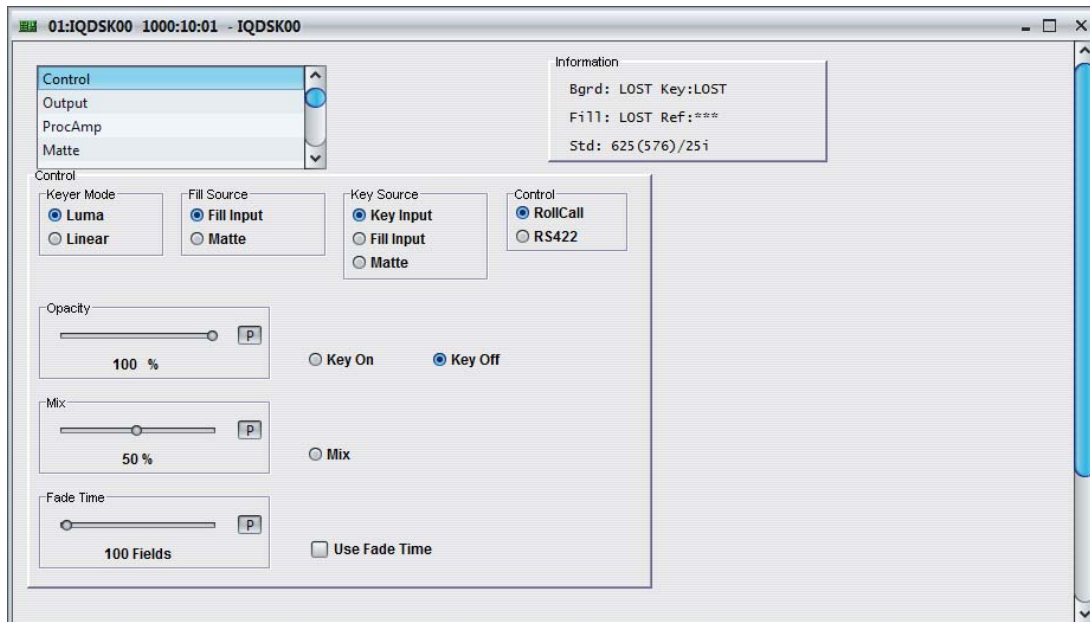 01:IQDSK00 1000:10:01 - IQDSK00
Control
Output
ProcAmp
Matte
Information
Bgrd: LOST Key:LOST
Fill: LOST Ref:***
Std: 625(576)/25i
Control
Keyer Mode
Luma
Linear
Fill Source
Fill Input
Matte
Key Source
Key Input
Fill Input
Matte
Control
RollCall
RS422
Opacity
P
100 %
Key On
Key Off
Mix
P
50 %
Mix
Fade Time
P
100 Fields
Use Fade Time